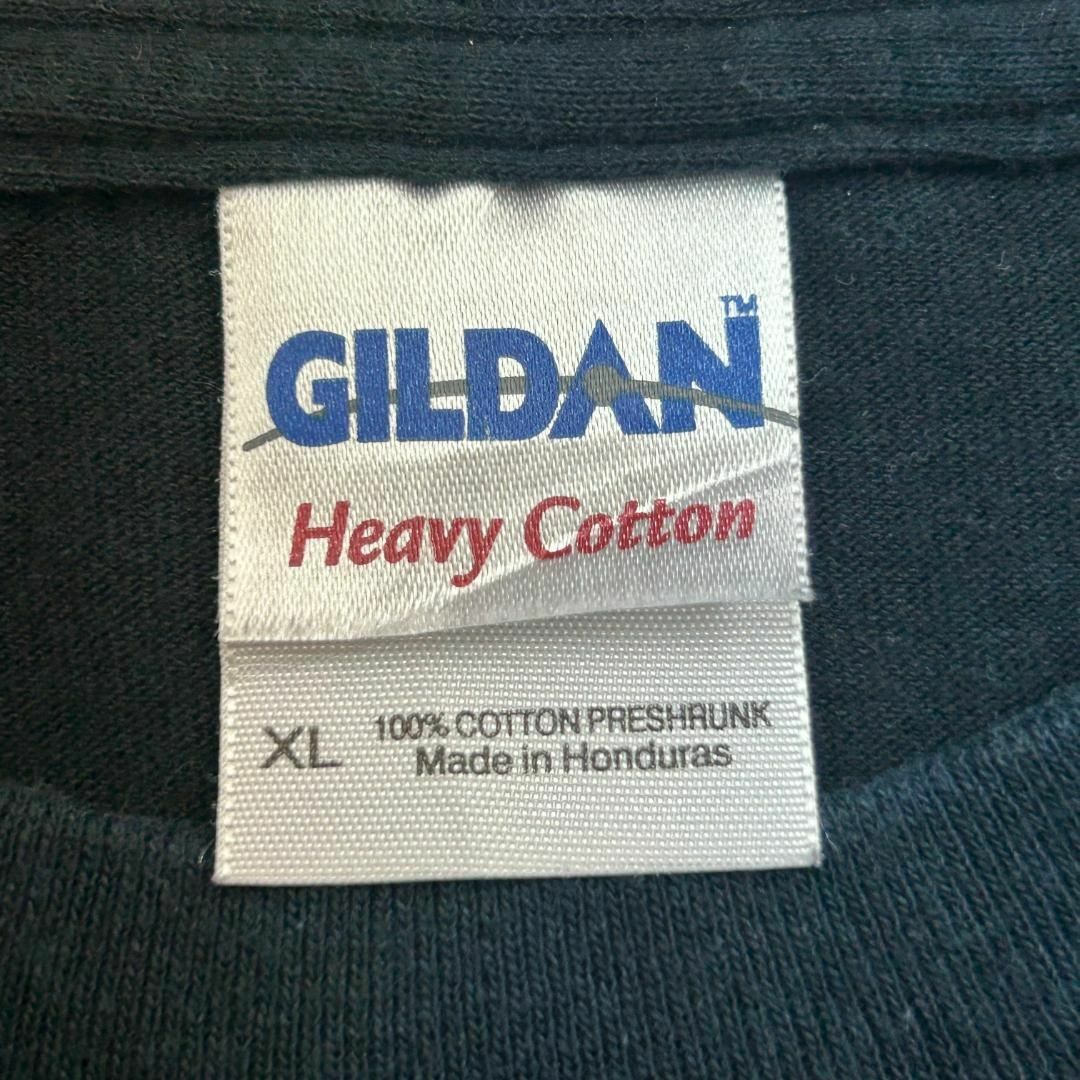 GILDAN™
Heavy Cotton
XL
100% COTTON PRESHRUNK
Made in Honduras